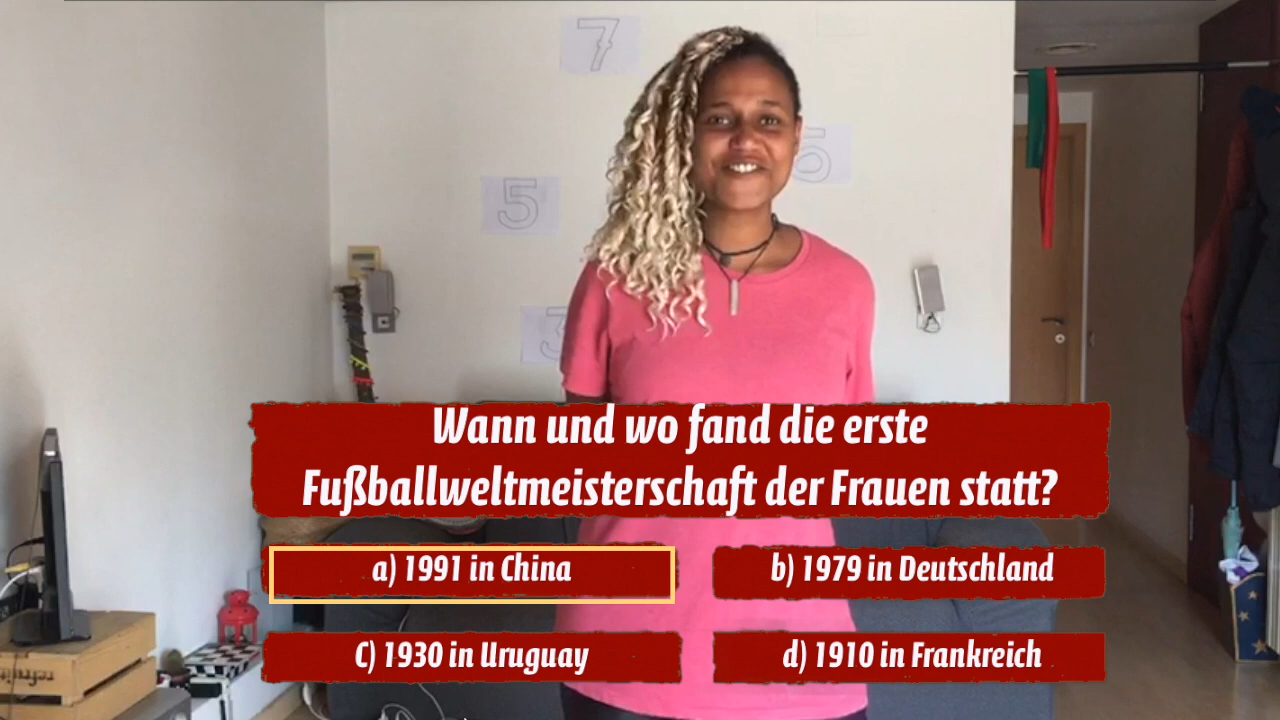 7
6
5
3
Wann und wo fand die erste
Fußballweltmeisterschaft der Frauen statt?
a) 1991 in China
b) 1979 in Deutschland
C) 1930 in Uruguay
d) 1910 in Frankreich